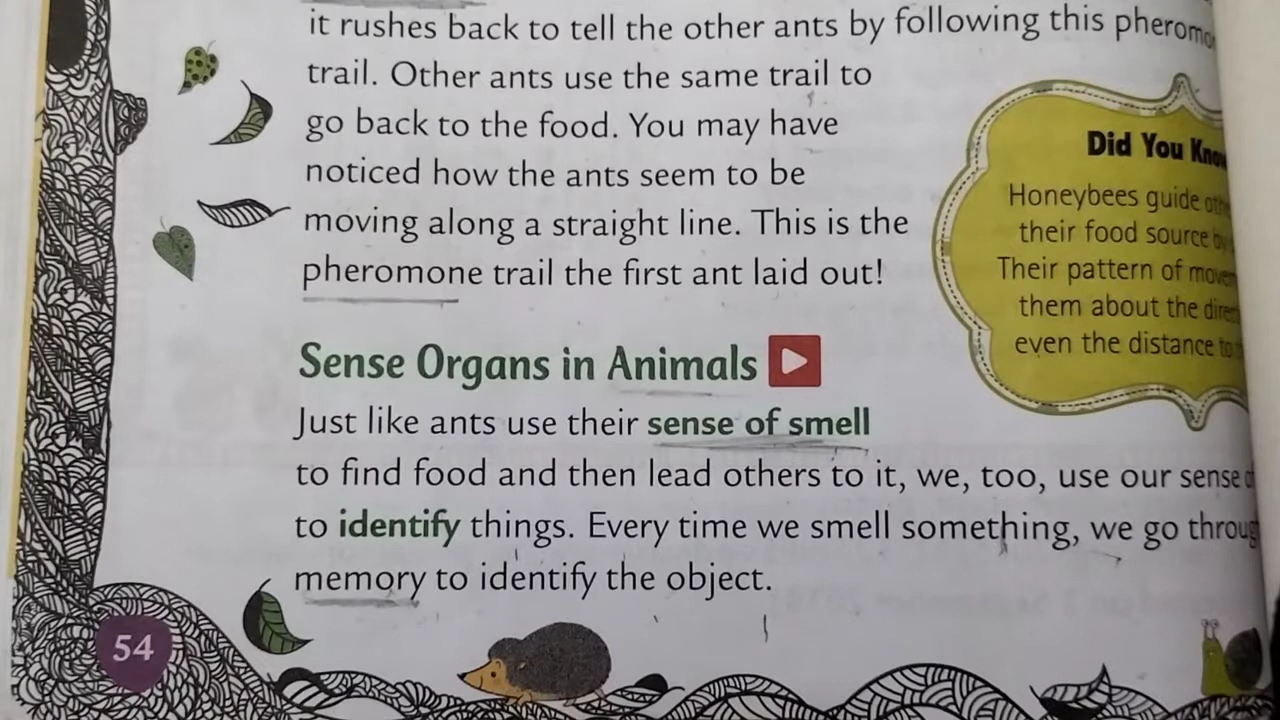 it rushes back to tell the other ants by following this
trail. Other ants use the same trail to
go back to the food. You may have
noticed how the ants seem to be
moving along a straight line. This is the
pheromone trail the first ant laid out!
Did You
Honeybees guide
their food source
Their pattern of
them about the
even the distance to
Sense Organs in Animals
Just like ants use their sense of smell
to find food and then lead others to it, we, too, use our sense
to identify things. Every time we smell something, we go
memory to identify the object.
54